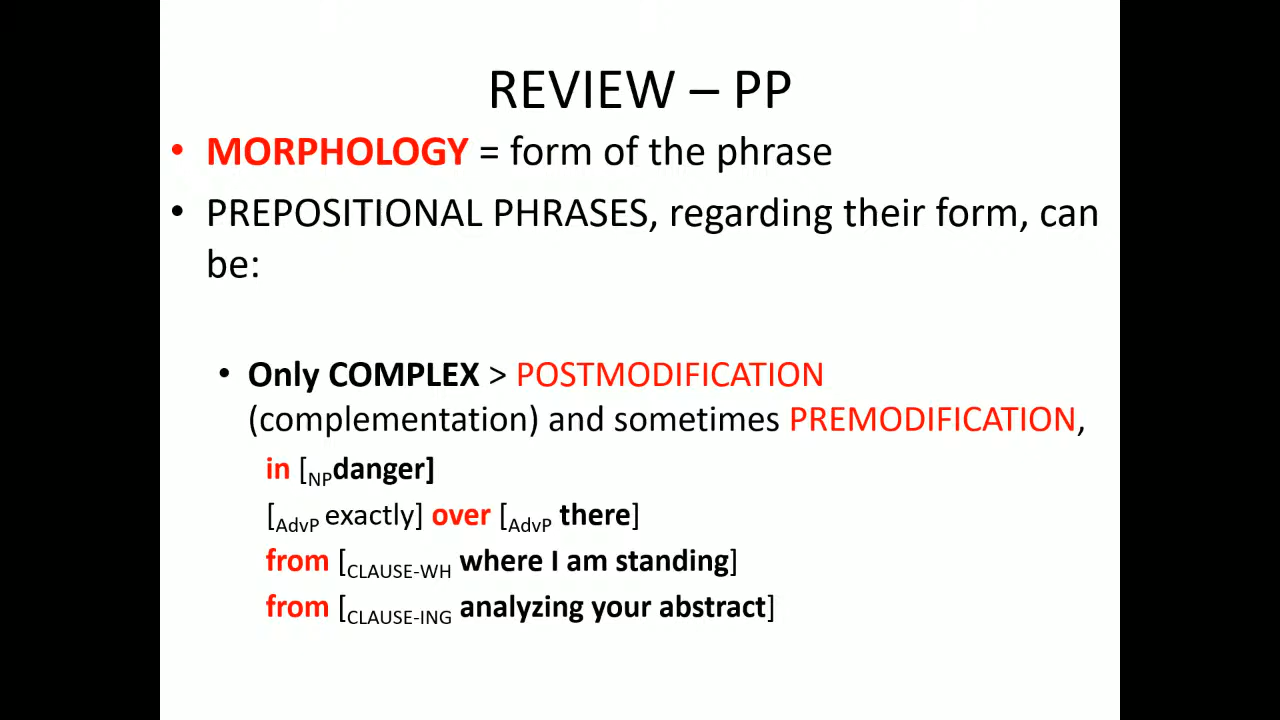 REVIEW – PP
• MORPHOLOGY = form of the phrase
• PREPOSITIONAL PHRASES, regarding their form, can
be:
• Only COMPLEX > POSTMODIFICATION
(complementation) and sometimes PREMODIFICATION,
in [NPdanger]
[AdvP exactly] over [AdvP there]
from [CLAUSE-WH where I am standing]
from [CLAUSE-ING analyzing your abstract]